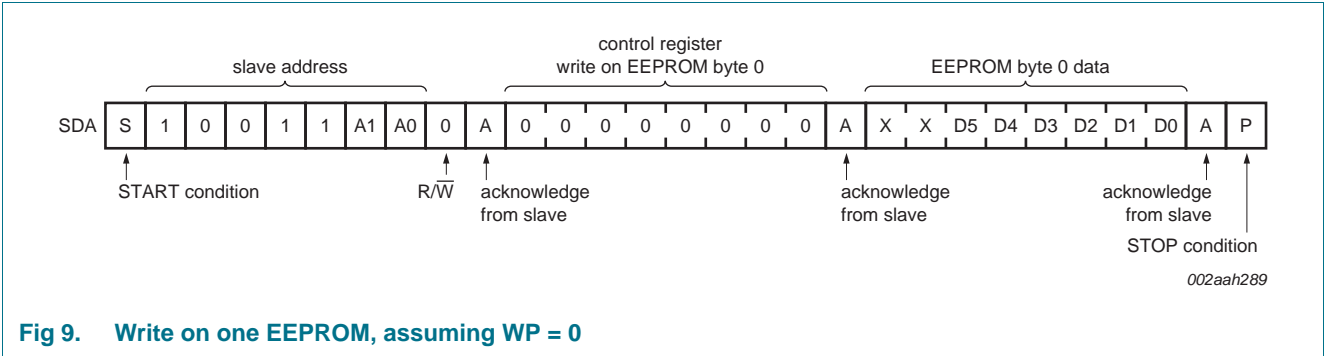 control register
slave address write on EEPROM byte 0 EEPROM byte 0 data
SDA S 1 0 0 1 1 A1 A0 0 A 0 0 0 0 0 0 0 0 A X X D5 D4 D3 D2 D1 D0 A P
START condition R/W̅ acknowledge acknowledge acknowledge
from slave from slave from slave
STOP condition
002aah289
Fig 9. Write on one EEPROM, assuming WP = 0